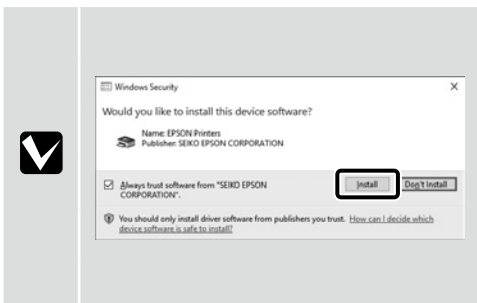 Windows Security
Would you like to install this device software?
Name: EPSON Printers
Publisher: SEIKO EPSON CORPORATION
Always trust software from "SEIKO EPSON
CORPORATION".
Install
Don't Install
You should only install driver software from publishers you trust. How can I decide which
device software is safe to install?